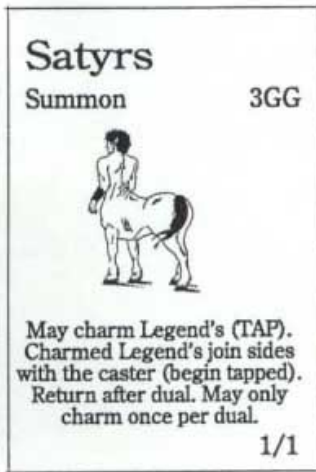 Satyrs
Summon 3GG
May charm Legend's (TAP).
Charmed Legend's join sides
with the caster (begin tapped).
Return after dual. May only
charm once per dual.
1/1